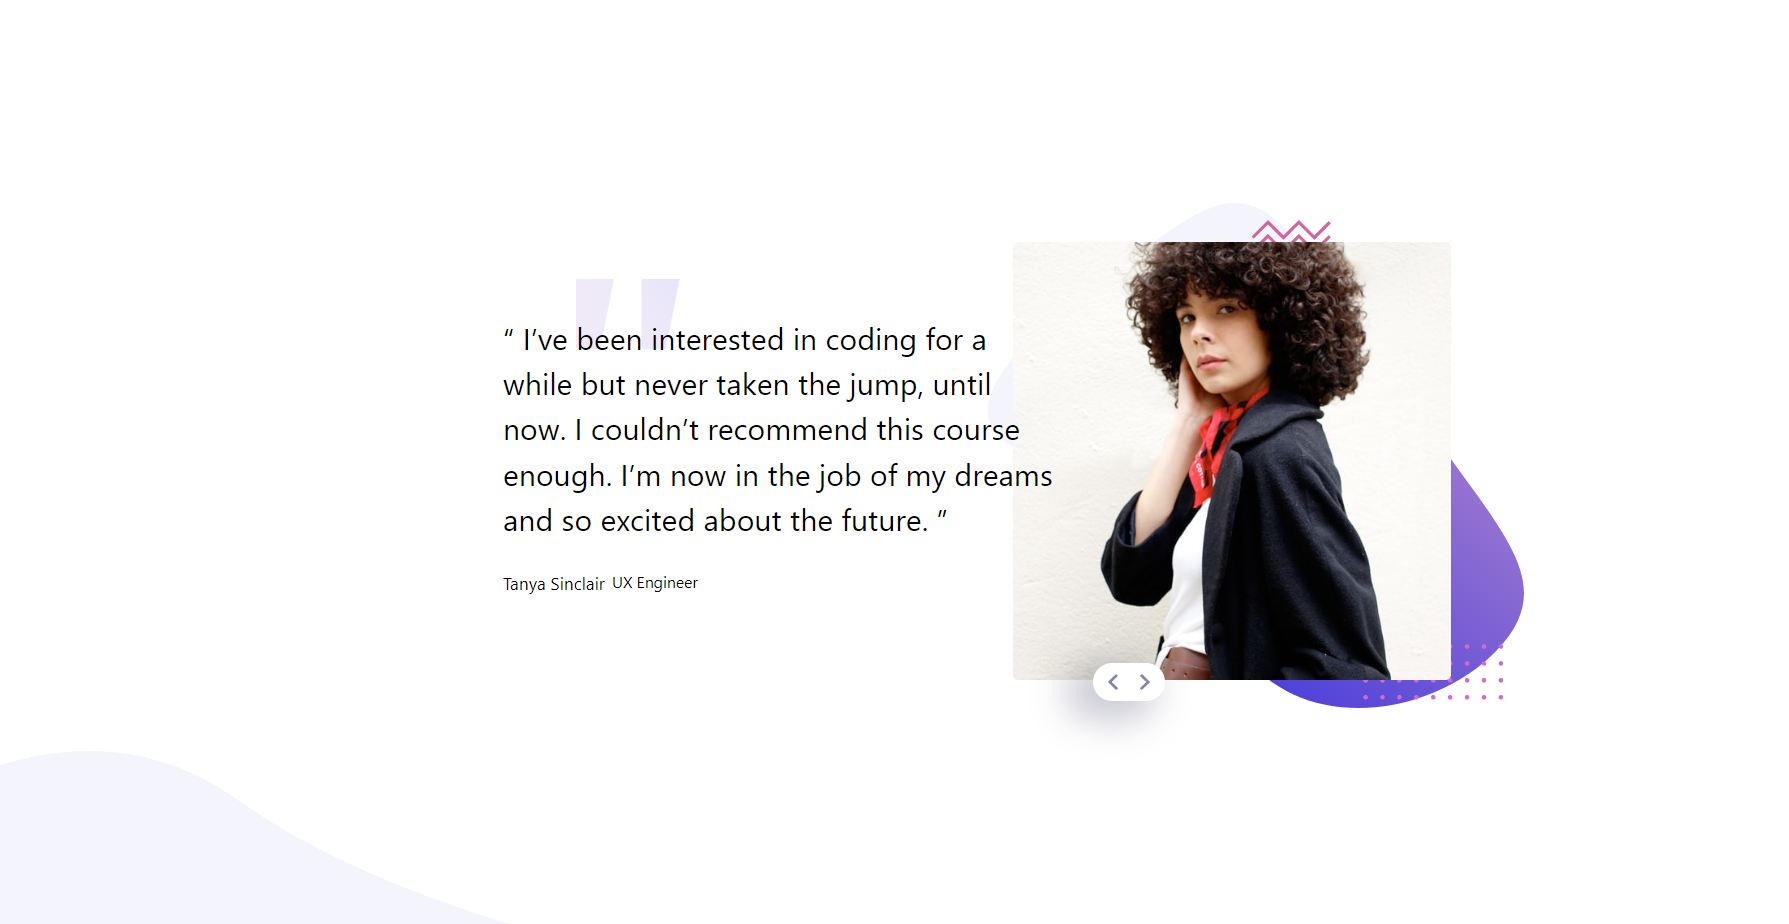 “ I’ve been interested in coding for a
while but never taken the jump, until
now. I couldn’t recommend this course
enough. I’m now in the job of my dreams
and so excited about the future. ”
Tanya Sinclair UX Engineer